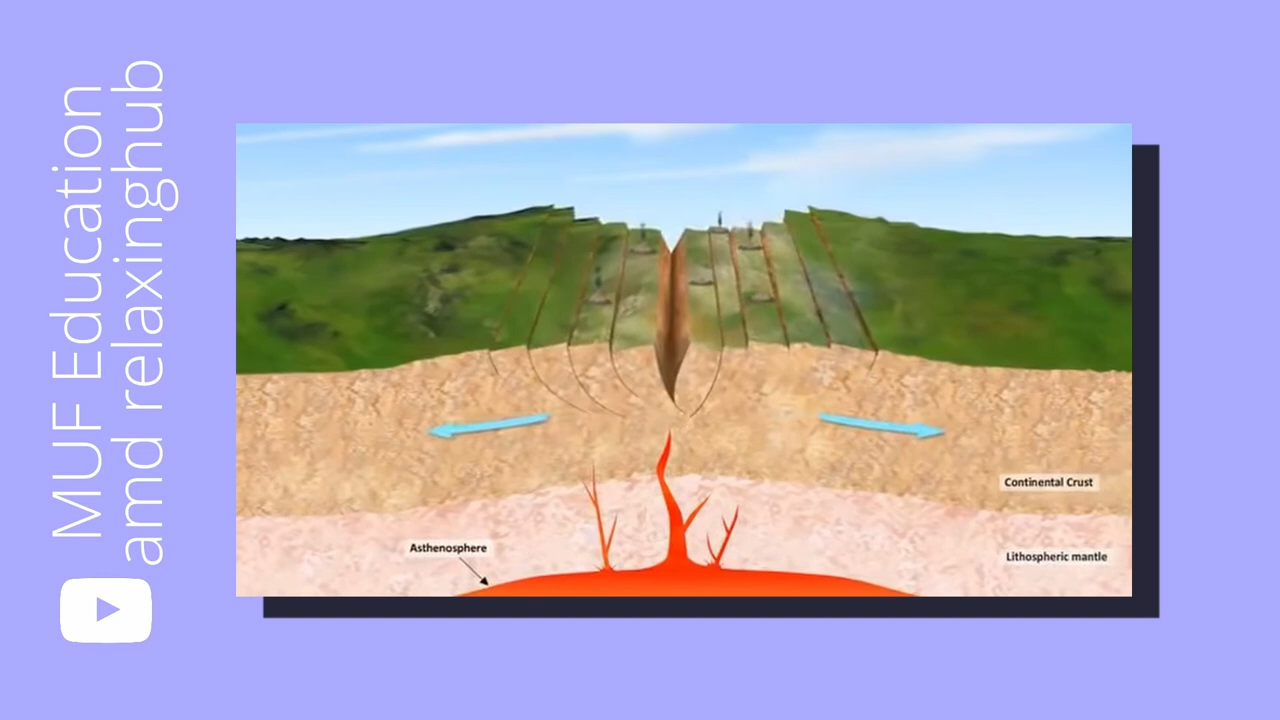 MUF Education
amd relaxinghub
Continental Crust
Asthenosphere
Lithospheric mantle